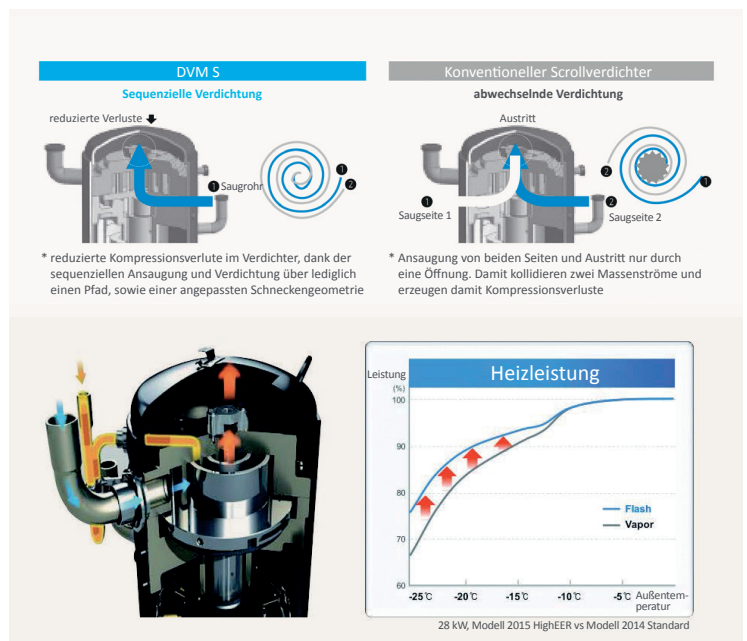 DVM S
Sequenzielle Verdichtung
reduzierte Verluste
1 Saugrohr
1
2
* reduzierte Kompressionsverlute im Verdichter, dank der
sequenziellen Ansaugung und Verdichtung über lediglich
einen Pfad, sowie einer angepassten Schneckengeometrie
Konventioneller Scrollverdichter
abwechselnde Verdichtung
Austritt
1
Saugseite 1
2
Saugseite 2
2
1
* Ansaugung von beiden Seiten und Austritt nur durch
eine Öffnung. Damit kollidieren zwei Massenströme und
erzeugen damit Kompressionsverluste
Heizleistung
Leistung
(%)
100
90
80
70
60
Flash
Vapor
-25℃ -20℃ -15℃ -10℃ -5℃ Außentem-
peratur
28 kW, Modell 2015 HighEER vs Modell 2014 Standard